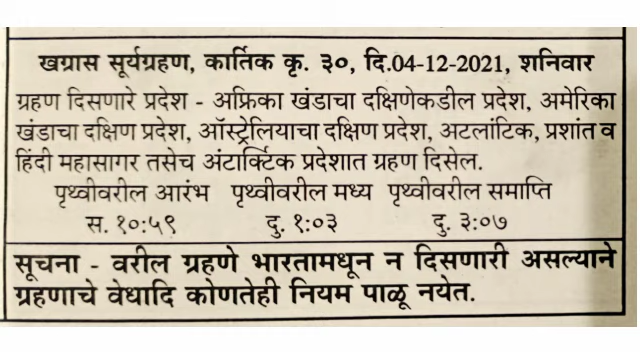 खग्रास सूर्यग्रहण, कार्तिक कृ. ३०, दि.04-12-2021, शनिवार
ग्रहण दिसणारे प्रदेश - अफ्रिका खंडाचा दक्षिणेकडील प्रदेश, अमेरिका
खंडाचा दक्षिण प्रदेश, ऑस्ट्रेलियाचा दक्षिण प्रदेश, अटलांटिक, प्रशांत व
हिंदी महासागर तसेच अंटार्क्टिक प्रदेशात ग्रहण दिसेल.
पृथ्वीवरील आरंभ पृथ्वीवरील मध्य पृथ्वीवरील समाप्ति
स. १०:५९ दु. १:०३ दु. ३:०७
सूचना - वरील ग्रहणे भारतामधून न दिसणारी असल्याने
ग्रहणाचे वेधादि कोणतेही नियम पाळू नयेत.